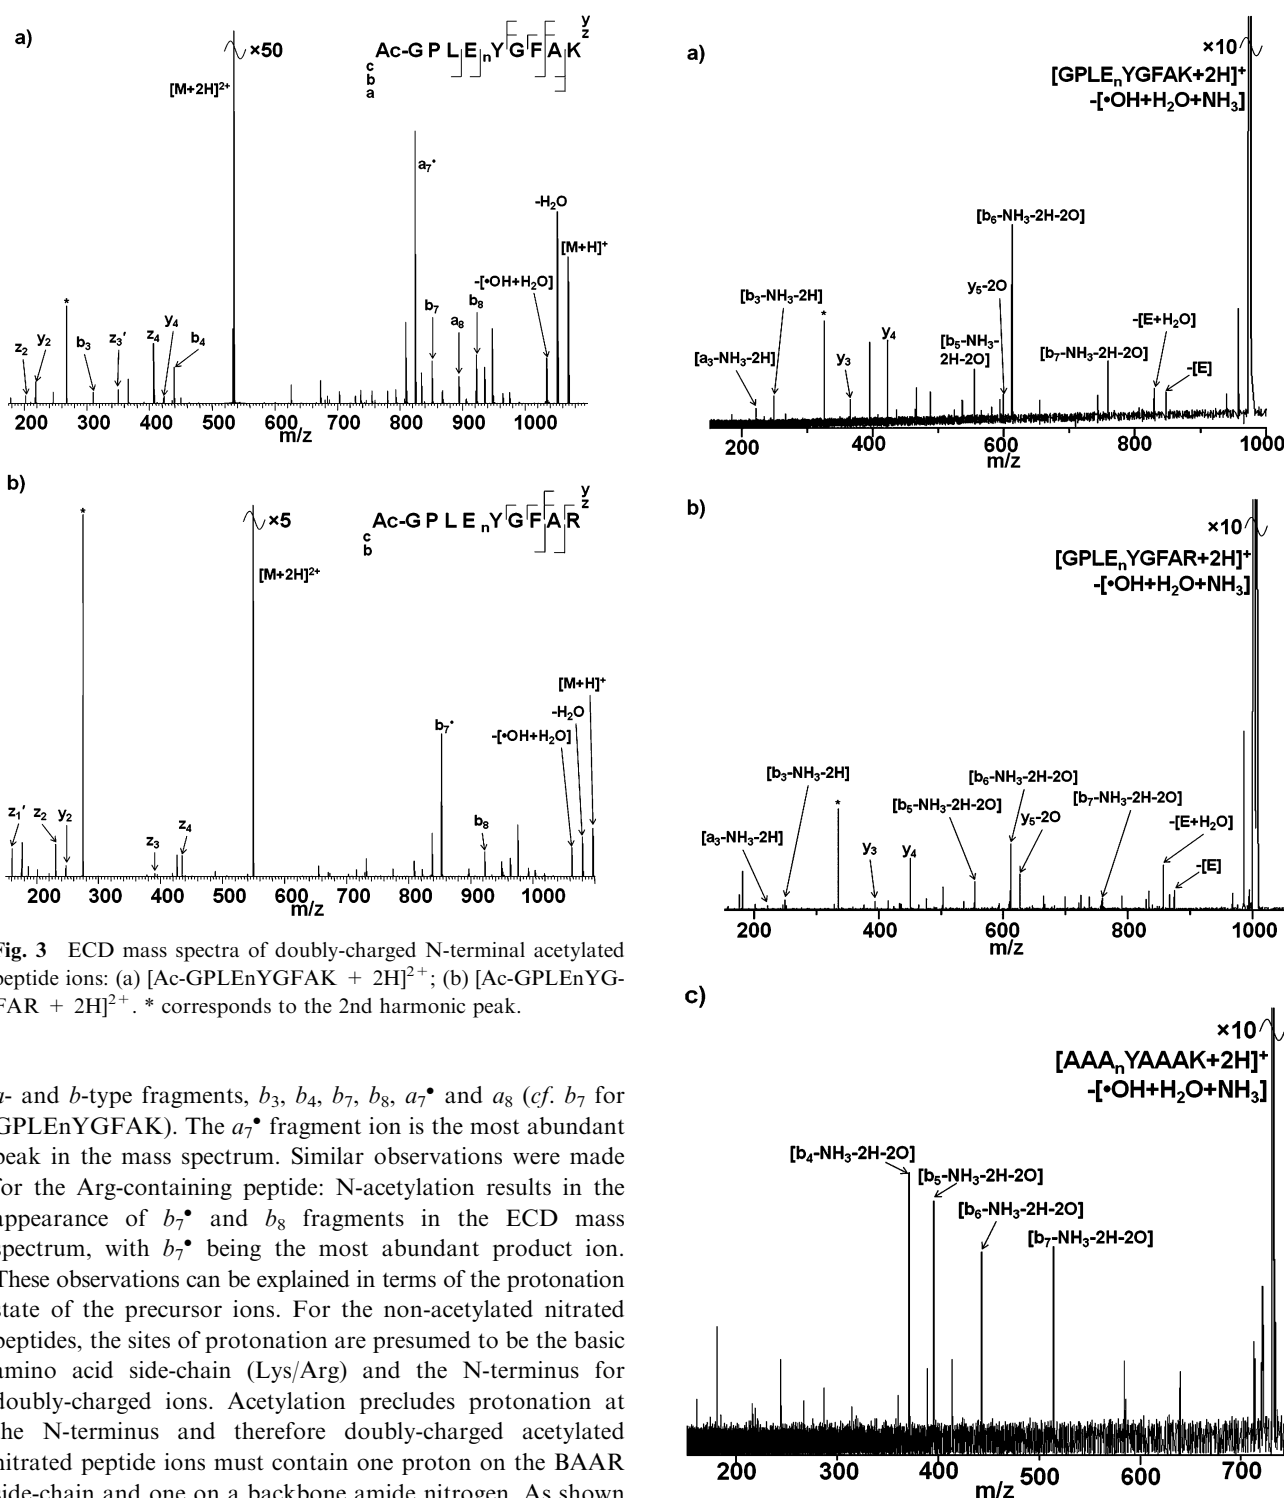 a)
×50
Ac-G P L E nY G F A K
y
z
c
b
a
[M+2H]2+
a7•
-H2O
[M+H]+
-[•OH+H2O]
b7
a8
b8
*
z2
y2
b3
z3'
z4
y4
b4
200 300 400 500 600 700 800 900 1000
m/z
b)
*
×5
Ac-G P L E nY G F A R
y
z
c
b
[M+2H]2+
[M+H]+
-H2O
-[•OH+H2O]
b7•
b8
z1'
z2
y2
z3
z4
200 300 400 500 600 700 800 900 1000
m/z
Fig. 3 ECD mass spectra of doubly-charged N-terminal acetylated
peptide ions: (a) [Ac-GPLEnYGFAK + 2H]2+; (b) [Ac-GPLEnYG-
FAR + 2H]2+. * corresponds to the 2nd harmonic peak.
a- and b-type fragments, b3, b4, b7, b8, a7• and a8 (cf. b7 for
GPLEnYGFAK). The a7• fragment ion is the most abundant
peak in the mass spectrum. Similar observations were made
for the Arg-containing peptide: N-acetylation results in the
appearance of b7• and b8 fragments in the ECD mass
spectrum, with b7• being the most abundant product ion.
These observations can be explained in terms of the protonation
state of the precursor ions. For the non-acetylated nitrated
peptides, the sites of protonation are presumed to be the basic
amino acid side-chain (Lys/Arg) and the N-terminus for
doubly-charged ions. Acetylation precludes protonation at
the N-terminus and therefore doubly-charged acetylated
nitrated peptide ions must contain one proton on the BAAR
side-chain and one on a backbone amide nitrogen. As shown
a)
×10
[GPLEnYGFAK+2H]+
-[•OH+H2O+NH3]
[b6-NH3-2H-2O]
y5-2O
[b3-NH3-2H]
*
[a3-NH3-2H]
y3
y4
[b5-NH3-
2H-2O]
-[E+H2O]
[b7-NH3-2H-2O]
-[E]
200 400 600 800 1000
m/z
b)
×10
[GPLEnYGFAR+2H]+
-[•OH+H2O+NH3]
[b3-NH3-2H]
[b6-NH3-2H-2O]
*
[b5-NH3-2H-2O]
[b7-NH3-2H-2O]
y5-2O
[a3-NH3-2H]
y3
y4
-[E+H2O]
-[E]
200 400 600 800 1000
m/z
c)
×10
[AAAnYAAAK+2H]+
-[•OH+H2O+NH3]
[b4-NH3-2H-2O]
[b5-NH3-2H-2O]
[b6-NH3-2H-2O]
[b7-NH3-2H-2O]
200 300 400 500 600 700
m/z